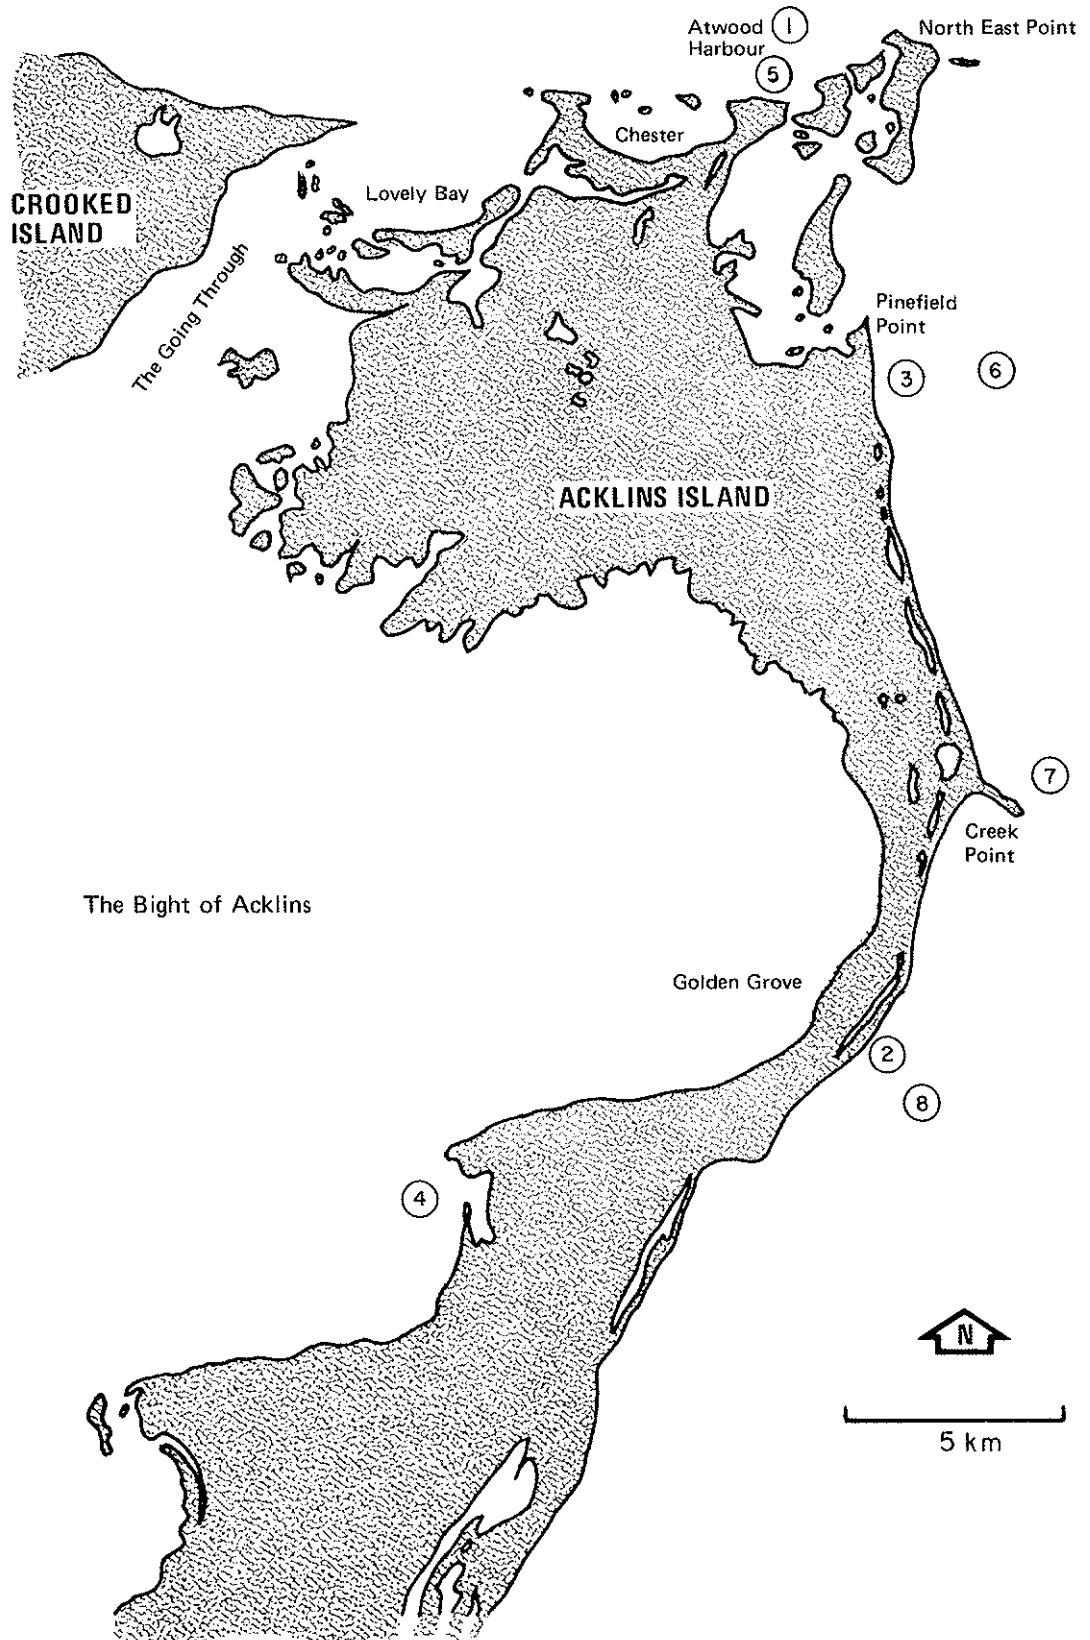 Atwood 1
Harbour
North East Point
5
Chester
CROOKED
ISLAND
Lovely Bay
The Going Through
Pinefield
Point
3
6
ACKLINS ISLAND
7
Creek
Point
The Bight of Acklins
Golden Grove
2
8
4
N
5 km